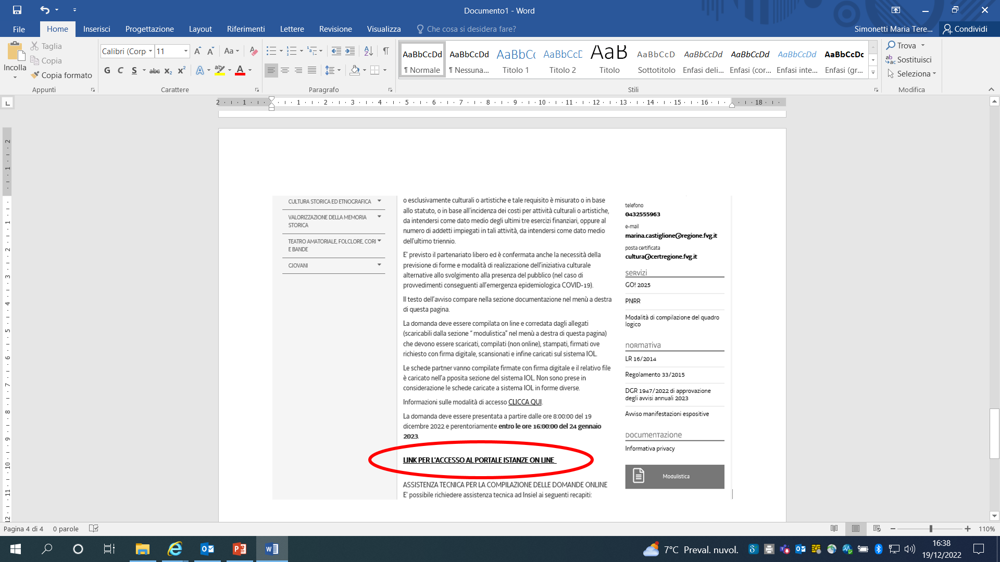 Documento1 - Word
File
Home
Inserisci
Progettazione
Layout
Riferimenti
Lettere
Revisione
Visualizza
Che cosa si desidera fare?
Simonetti Maria Tere...
Condividi
Incolla
Taglia
Copia
Copia formato
Appunti
Calibri (Corp
11
Aa
G C S abc x₂ x²
A
Carattere
Paragrafo
AaBbCcDd AaBbCcDd AaBbCc AaBbCcD AaB AaBbCcD AaBbCcDd AaBbCcDd AaBbCcDd AaBbCcDc
¶ Normale
¶ Nessuna...
Titolo 1
Titolo 2
Titolo
Sottotitolo
Enfasi deli...
Enfasi (cor...
Enfasi inte...
Enfasi (gr...
Stili
Trova
Sostituisci
Seleziona
Modifica
2 1 1 2 3 4 5 6 7 8 9 10 11 12 13 14 15 16 18
2
1
1
2
3
4
5
6
7
8
9
10
11
12
CULTURA STORICA ED ETNOGRAFICA
VALORIZZAZIONE DELLA MEMORIA
STORICA
TEATRO AMATORIALE, FOLCLORE, CORI
E BANDE
GIOVANI
o esclusivamente culturali o artistiche e tale requisito è misurato o in base
allo statuto, o in base all'incidenza dei costi per attività culturali o artistiche,
da intendersi come dato medio degli ultimi tre esercizi finanziari, oppure al
numero di addetti impiegati in tali attività, da intendersi come dato medio
dell'ultimo triennio.
E' previsto il partenariato libero ed è confermata anche la necessità della
previsione di forme e modalità di realizzazione dell'iniziativa culturale
alternative allo svolgimento alla presenza del pubblico (nel caso di
provvedimenti conseguenti all'emergenza epidemiologica COVID-19).
Il testo dell'avviso compare nella sezione documentazione nel menù a destra
di questa pagina.
La domanda deve essere compilata on line e corredata dagli allegati
(scaricabili dalla sezione " modulistica" nel menù a destra di questa pagina)
che devono essere scaricati, compilati (non online), stampati, firmati ove
richiesto con firma digitale, scansionati e infine caricati sul sistema IOL.
Le schede partner vanno compilate firmate con firma digitale e il relativo file
è caricato nell'a pposita sezione del sistema IOL. Non sono prese in
considerazione le schede caricate a sistema IOL in forme diverse.
Informazioni sulle modalità di accesso CLICCA QUI.
La domanda deve essere presentata a partire dalle ore 8:00:00 del 19
dicembre 2022 e perentoriamente entro le ore 16:00:00 del 24 gennaio
2023.
LINK PER L'ACCESSO AL PORTALE ISTANZE ON LINE
ASSISTENZA TECNICA PER LA COMPILAZIONE DELLE DOMANDE ONLINE
E' possibile richiedere assistenza tecnica ad Insiel ai seguenti recapiti:
telefono
0432555963
e-mail
marina.castiglione@regione.fvg.it
posta certificata
cultura@certregione.fvg.it
servizi
GO! 2025
PNRR
Modalità di compilazione del quadro
logico
normativa
LR 16/2014
Regolamento 33/2015
DGR 1947/2022 di approvazione
degli avvisi annuali 2023
Avviso manifestazioni espositive
documentazione
Informativa privacy
Modulistica
Pagina 4 di 4
0 parole
110%
7°C Preval. nuvol.
16:38
19/12/2022